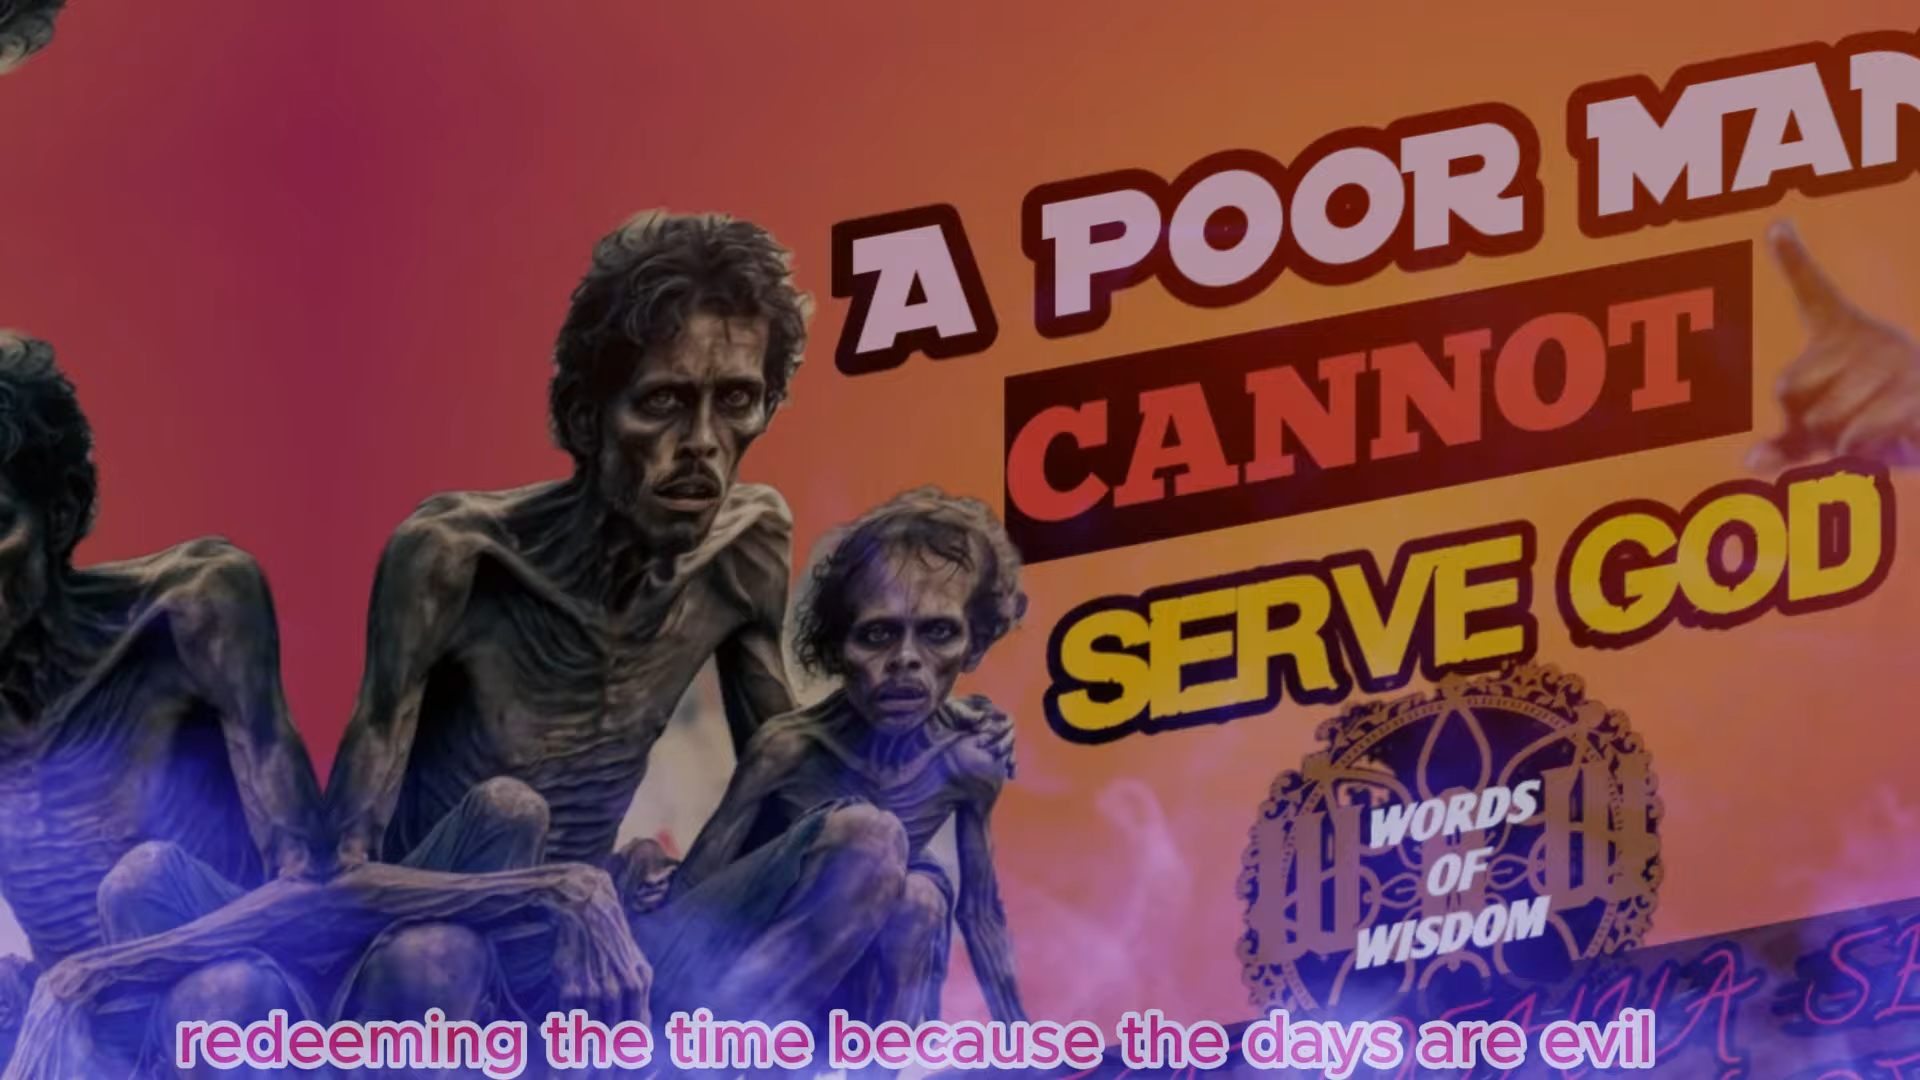 A POOR MAN
CANNOT
SERVE GOD
WORDS
OF
WISDOM
redeeming the time because the days are evil